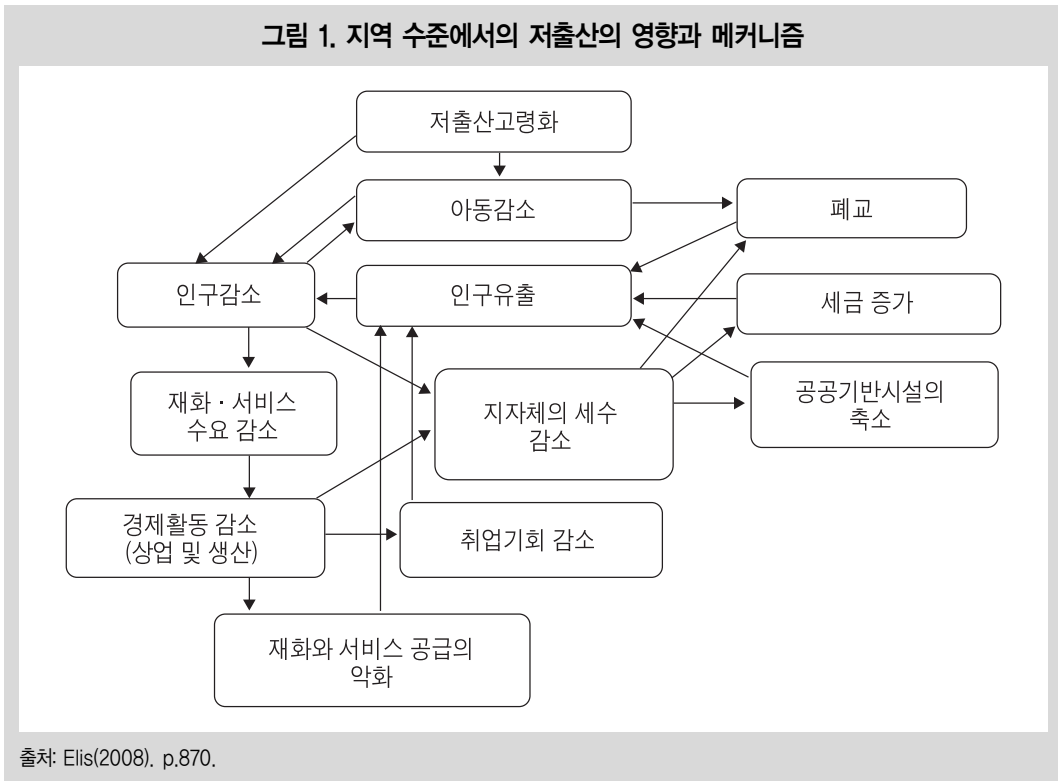 그림 1. 지역 수준에서의 저출산의 영향과 메커니즘
저출산고령화
아동감소
폐교
인구감소
인구유출
세금 증가
재화 · 서비스
수요 감소
지자체의 세수
감소
공공기반시설의
축소
경제활동 감소
(상업 및 생산)
취업기회 감소
재화와 서비스 공급의
악화
출처: Elis(2008). p.870.